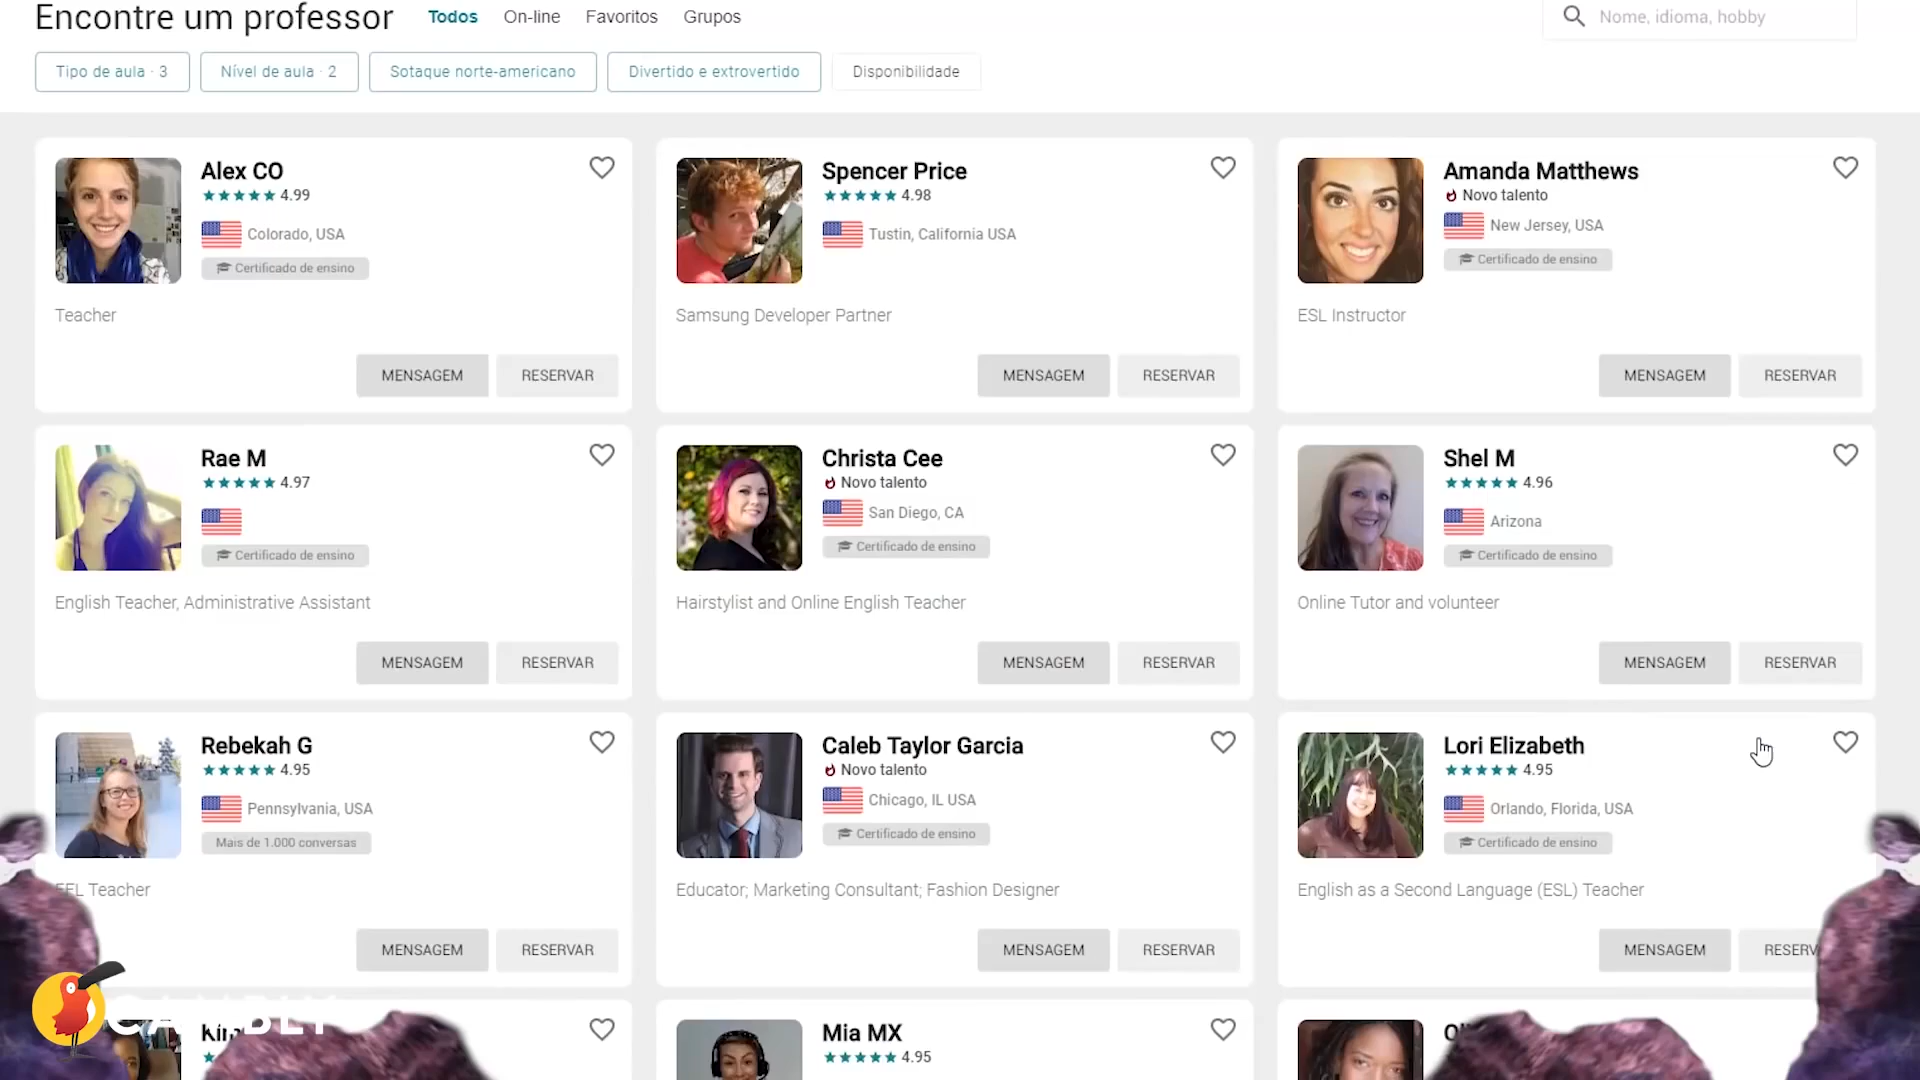 Encontre um professor
Todos
On-line
Favoritos
Grupos
Nome, idioma, hobby
Tipo de aula · 3
Nível de aula · 2
Sotaque norte-americano
Divertido e extrovertido
Disponibilidade
Alex CO
4.99
Colorado, USA
Certificado de ensino
Teacher
MENSAGEM
RESERVAR
Spencer Price
4.98
Tustin, California USA
Samsung Developer Partner
MENSAGEM
RESERVAR
Amanda Matthews
Novo talento
New Jersey, USA
Certificado de ensino
ESL Instructor
MENSAGEM
RESERVAR
Rae M
4.97
Certificado de ensino
English Teacher, Administrative Assistant
MENSAGEM
RESERVAR
Christa Cee
Novo talento
San Diego, CA
Certificado de ensino
Hairstylist and Online English Teacher
MENSAGEM
RESERVAR
Shel M
4.96
Arizona
Certificado de ensino
Online Tutor and volunteer
MENSAGEM
RESERVAR
Rebekah G
4.95
Pennsylvania, USA
Mais de 1.000 conversas
Teacher
MENSAGEM
RESERVAR
Caleb Taylor Garcia
Novo talento
Chicago, IL USA
Certificado de ensino
Educator; Marketing Consultant; Fashion Designer
MENSAGEM
RESERVAR
Lori Elizabeth
4.95
Orlando, Florida, USA
Certificado de ensino
English as a Second Language (ESL) Teacher
MENSAGEM
RESERV
Mia MX
4.95